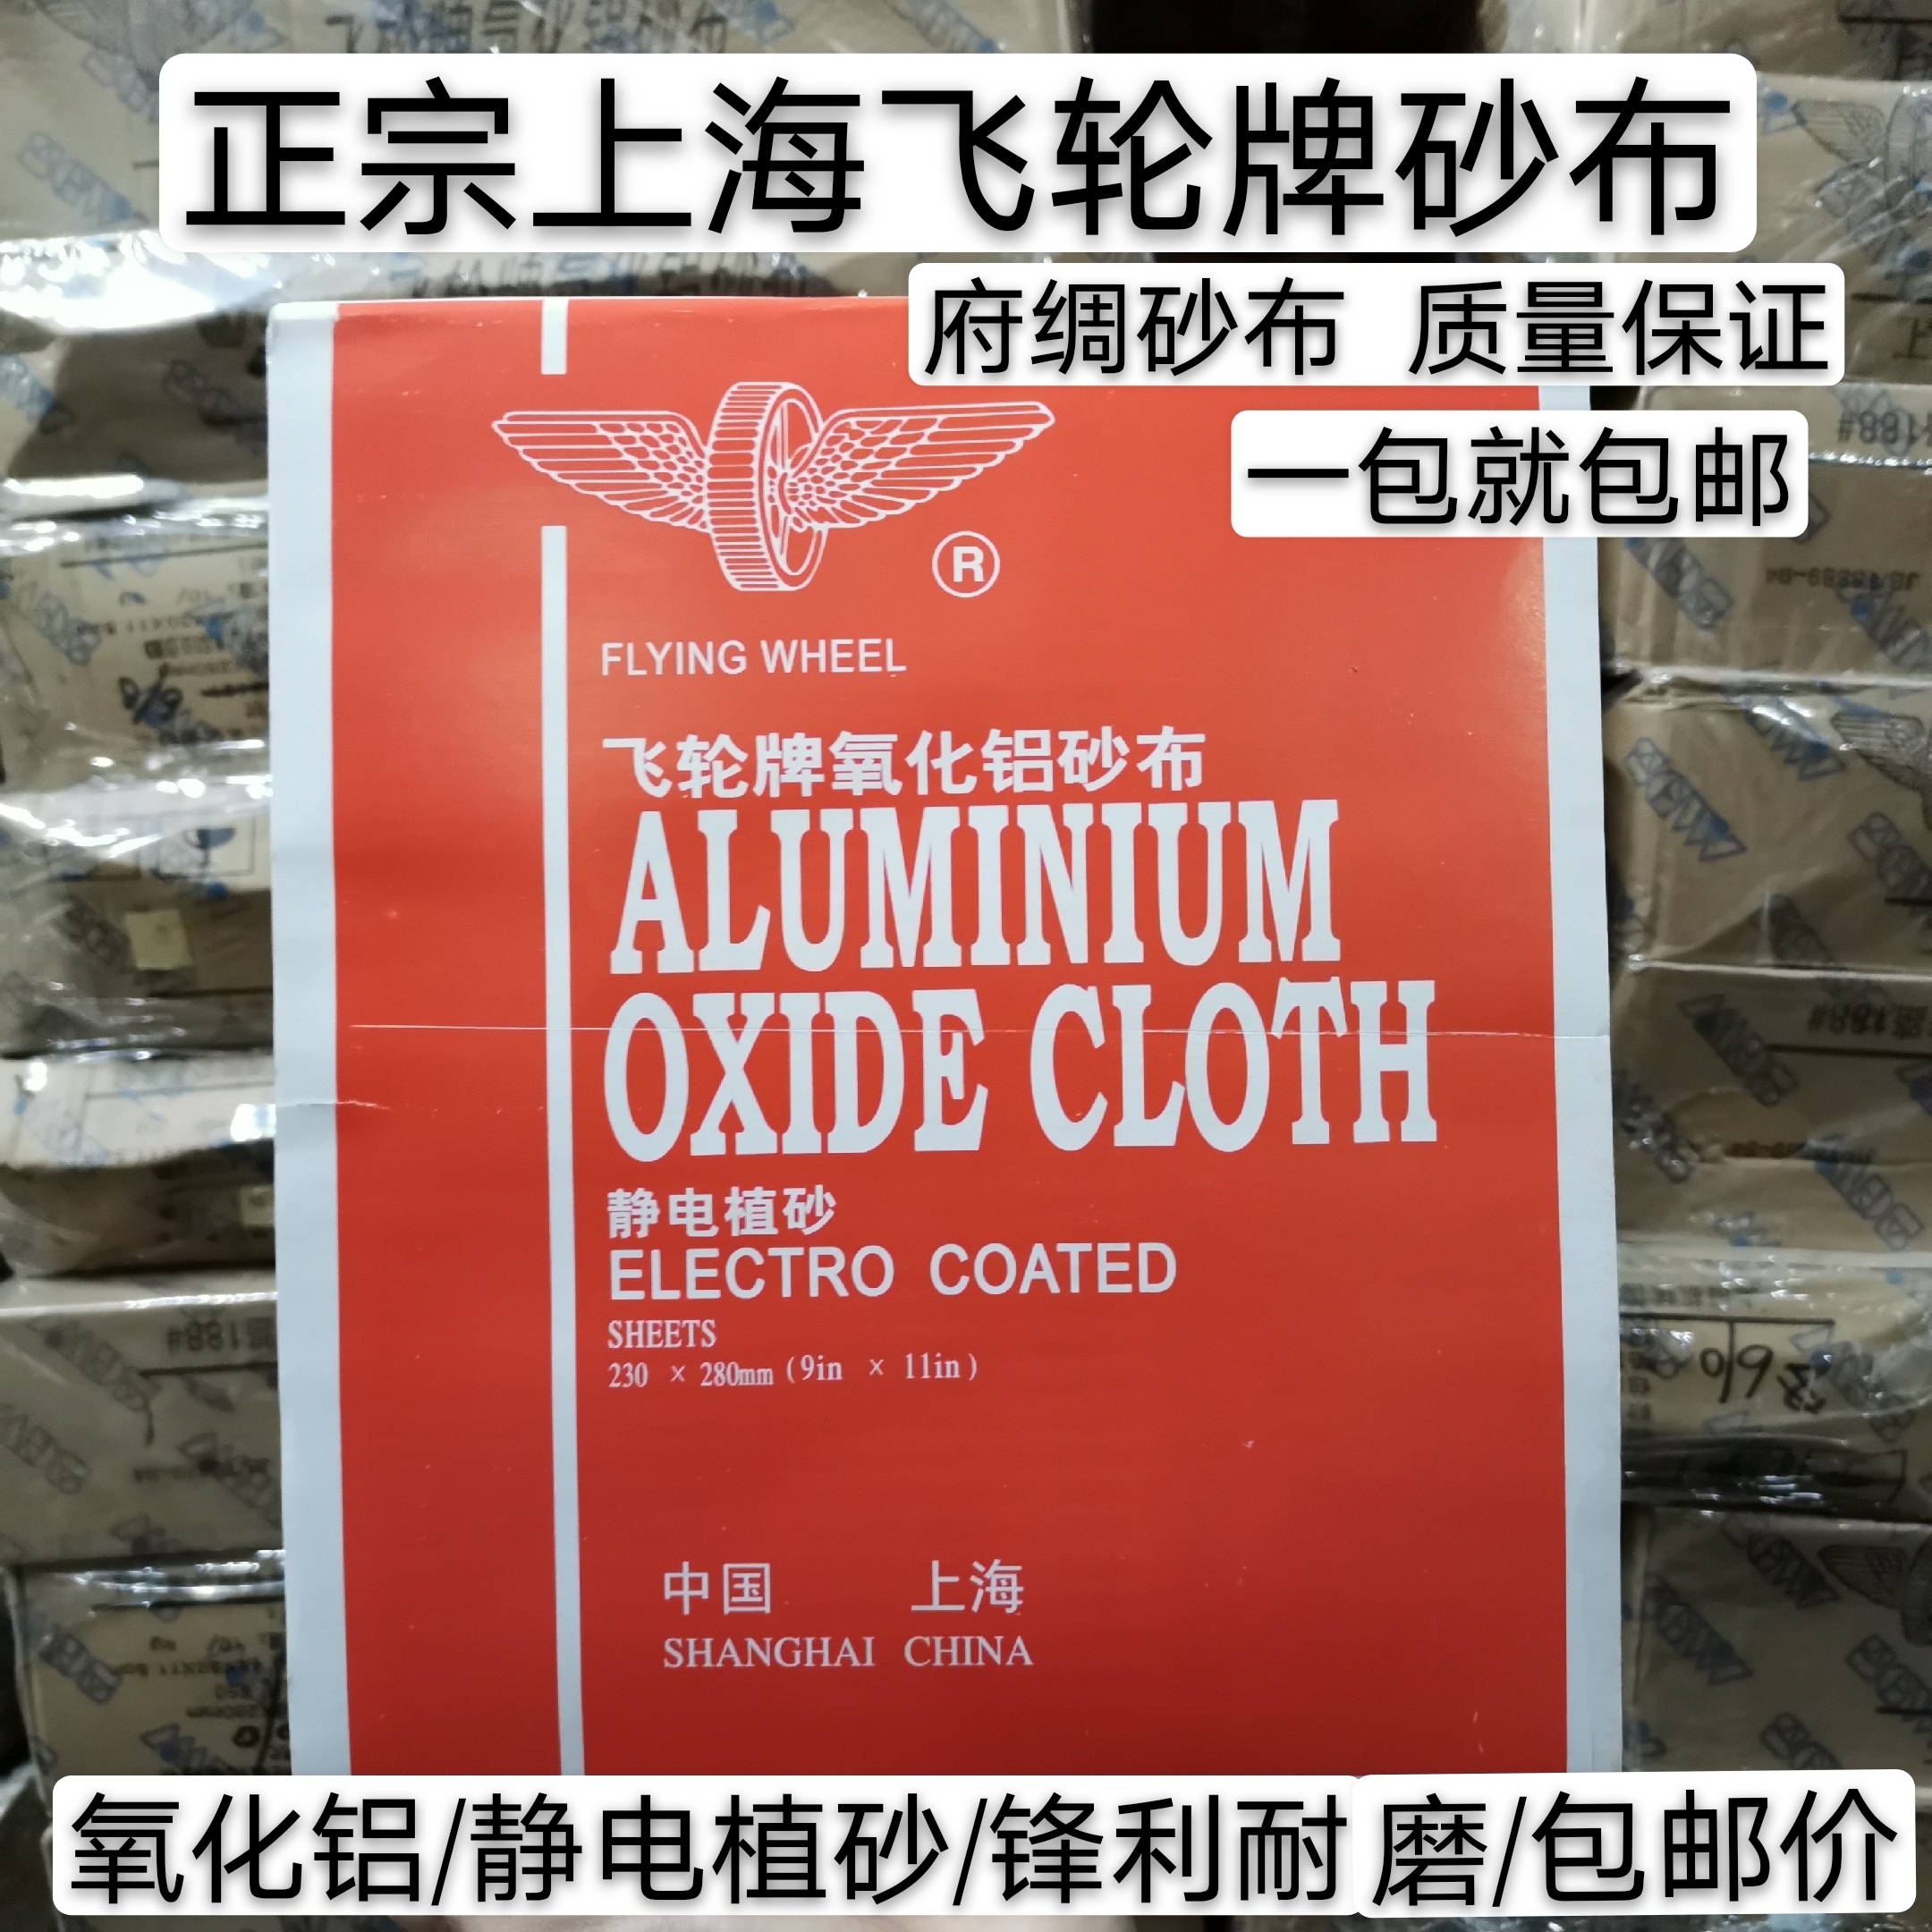 正宗上海飞轮牌砂布
府绸砂布 质量保证
一包就包邮
®
FLYING WHEEL
飞轮牌氧化铝砂布
ALUMINIUM
OXIDE CLOTH
静电植砂
ELECTRO COATED
SHEETS
230 × 280mm (9in × 11in)
中国 上海
SHANGHAI CHINA
氧化铝/静电植砂/锋利耐磨/包邮价